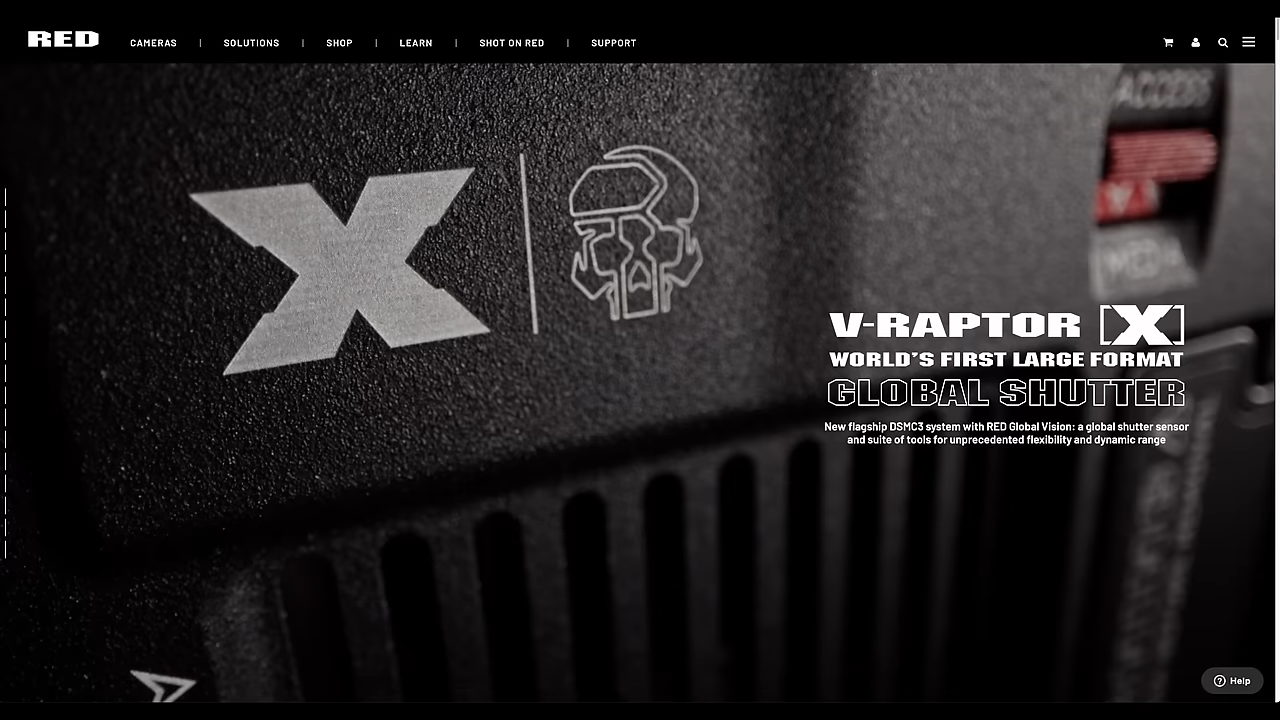 RED
CAMERAS | SOLUTIONS | SHOP | LEARN | SHOT ON RED | SUPPORT
ACCESS
X
MEDIA
V-RAPTOR [X]
WORLD'S FIRST LARGE FORMAT
GLOBAL SHUTTER
New flagship DSMC3 system with RED Global Vision: a global shutter sensor
and suite of tools for unprecedented flexibility and dynamic range
Help